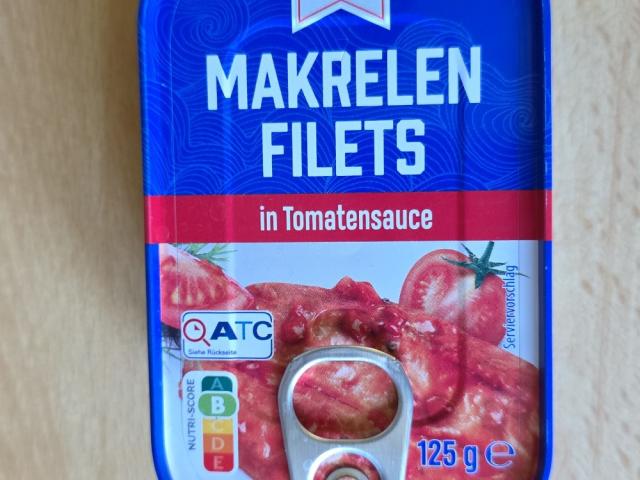 MAKRELEN
FILETS
in Tomatensauce
Serviervorschlag
ATC
Siehe Rückseite
NUTRI-SCORE
A
B
C
D
E
125 g ℮